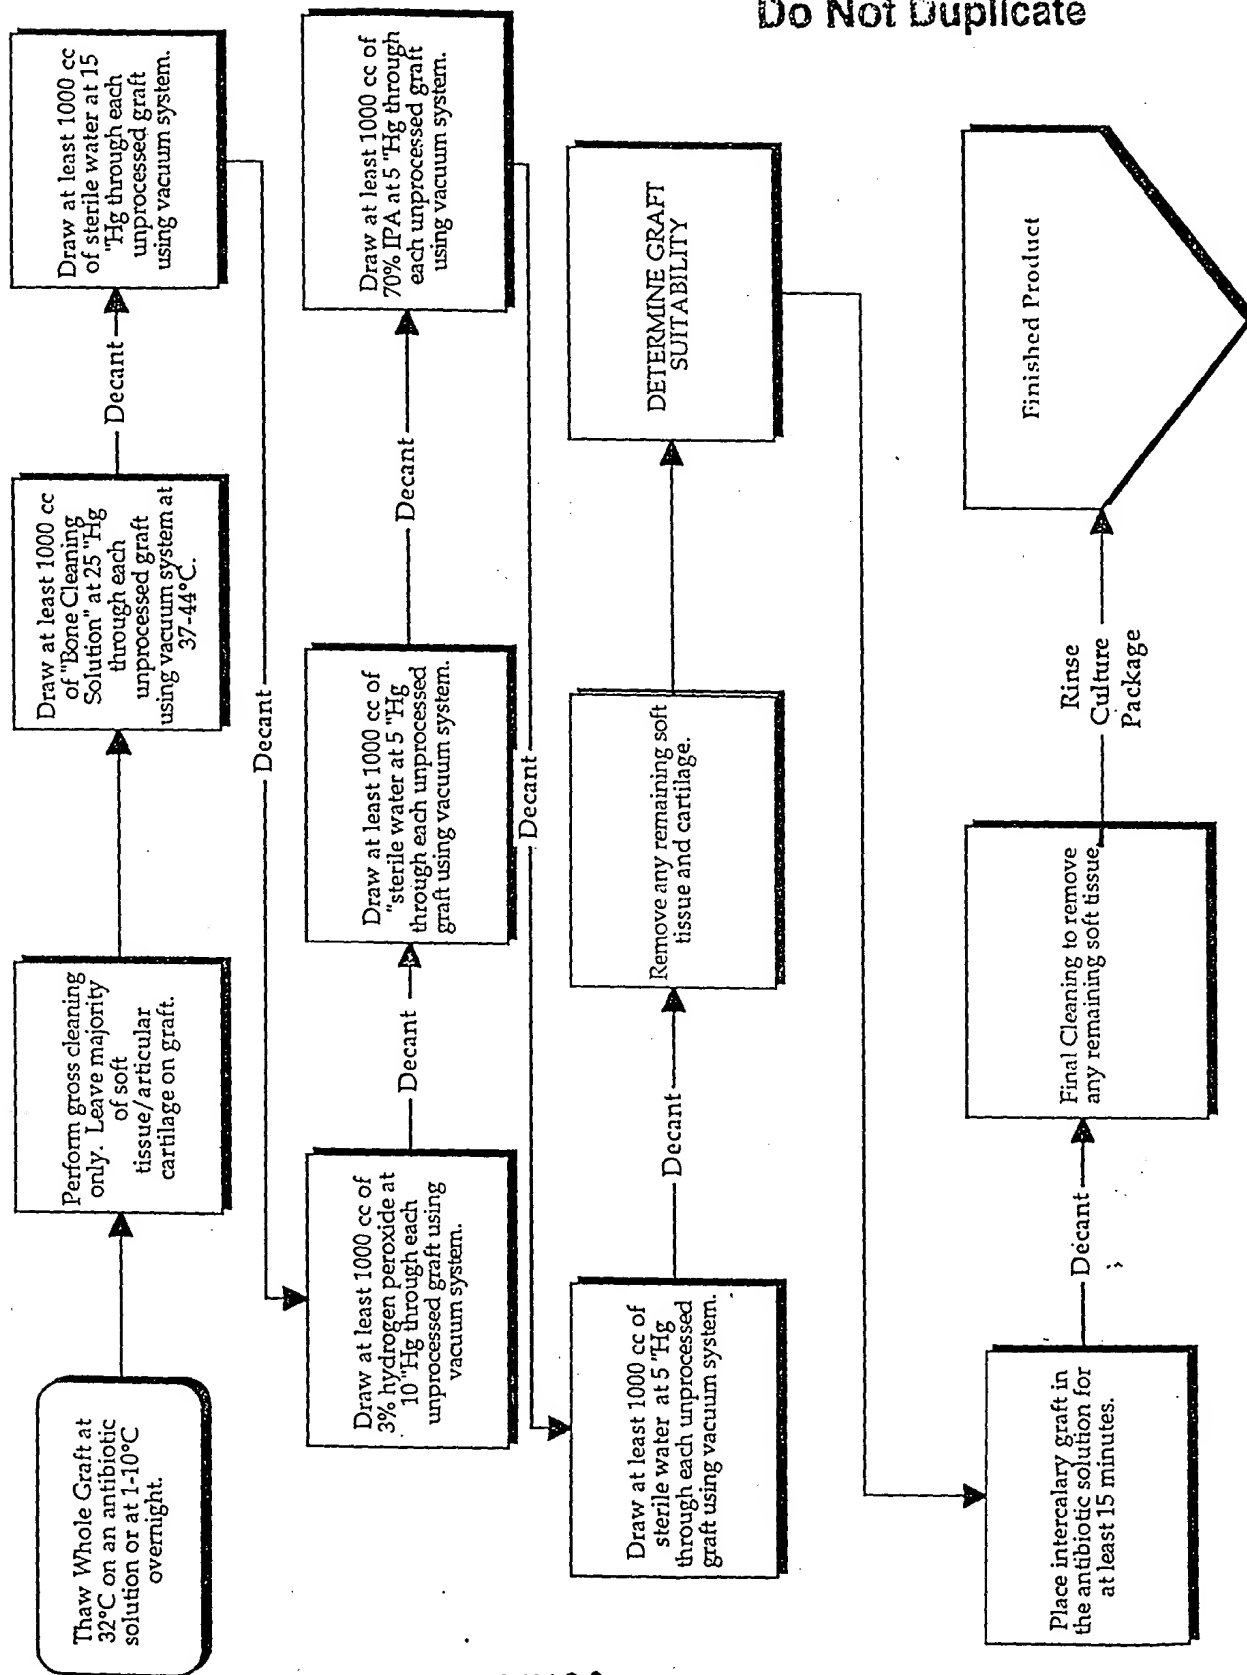 Do Not Duplicate
Thaw Whole Graft at
32°C on an antibiotic
solution or at 1-10°C
overnight.
Perform gross cleaning
only. Leave majority
of soft
tissue/articular
cartilage on graft.
Draw at least 1000 cc
of "Bone Cleaning
Solution" at 25 "Hg
through each
unprocessed graft
using vacuum system at
37-44°C.
Decant
Draw at least 1000 cc
of sterile water at 15
"Hg through each
unprocessed graft
using vacuum system.
Decant
Draw at least 1000 cc of
3% hydrogen peroxide at
10 "Hg through each
unprocessed graft using
vacuum system.
Decant
Draw at least 1000 cc of
"sterile water at 5 "Hg
through each unprocessed
graft using vacuum system.
Decant
Draw at least 1000 cc of
70% IPA at 5 "Hg through
each unprocessed graft
using vacuum system.
Decant
Draw at least 1000 cc of
sterile water at 5 "Hg
through each unprocessed
graft using vacuum system.
Decant
Remove any remaining soft
tissue and cartilage.
DETERMINE GRAFT
SUITABILITY
Place intercalary graft in
the antibiotic solution for
at least 15 minutes.
Decant
Final Cleaning to remove
any remaining soft tissue.
Rinse
Culture
Package
Finished Product